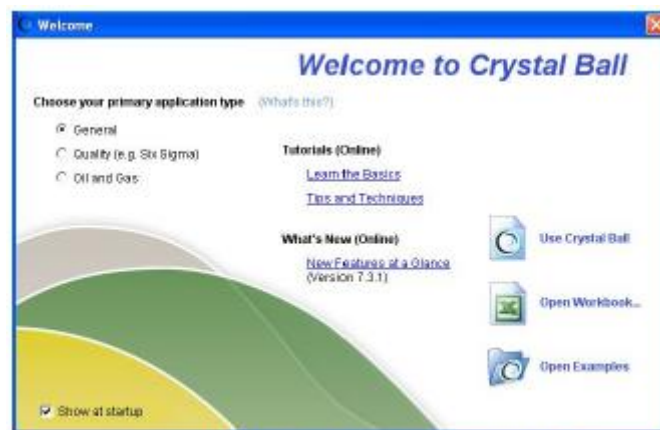 Welcome
Welcome to Crystal Ball
Choose your primary application type (What's this?)
General
Quality (e.g. Six Sigma)
Oil and Gas
Tutorials (Online)
Learn the Basics
Tips and Techniques
What's New (Online)
New Features at a Glance
(Version 7.3.1)
Use Crystal Ball
Open Workbook...
Open Examples
Show at startup